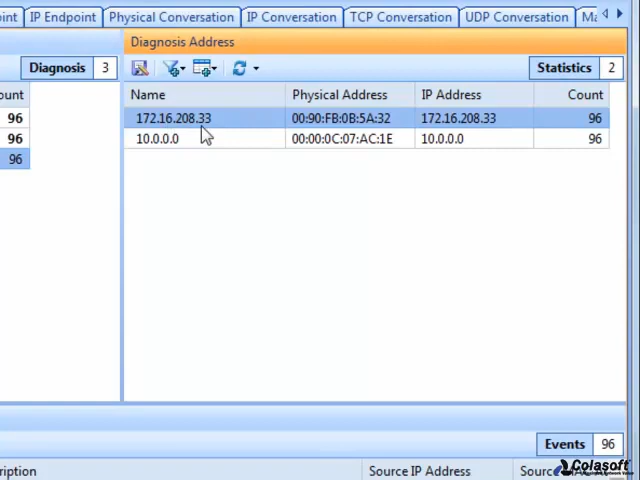 int IP Endpoint Physical Conversation IP Conversation TCP Conversation UDP Conversation Ma
Diagnosis Address
Diagnosis 3
Statistics 2
ount Name Physical Address IP Address Count
96 172.16.208.33 00:90:FB:0B:5A:32 172.16.208.33 96
96 10.0.0.0 00:00:0C:07:AC:1E 10.0.0.0 96
96
Events 96
ription Source IP Address Source
Colasoft